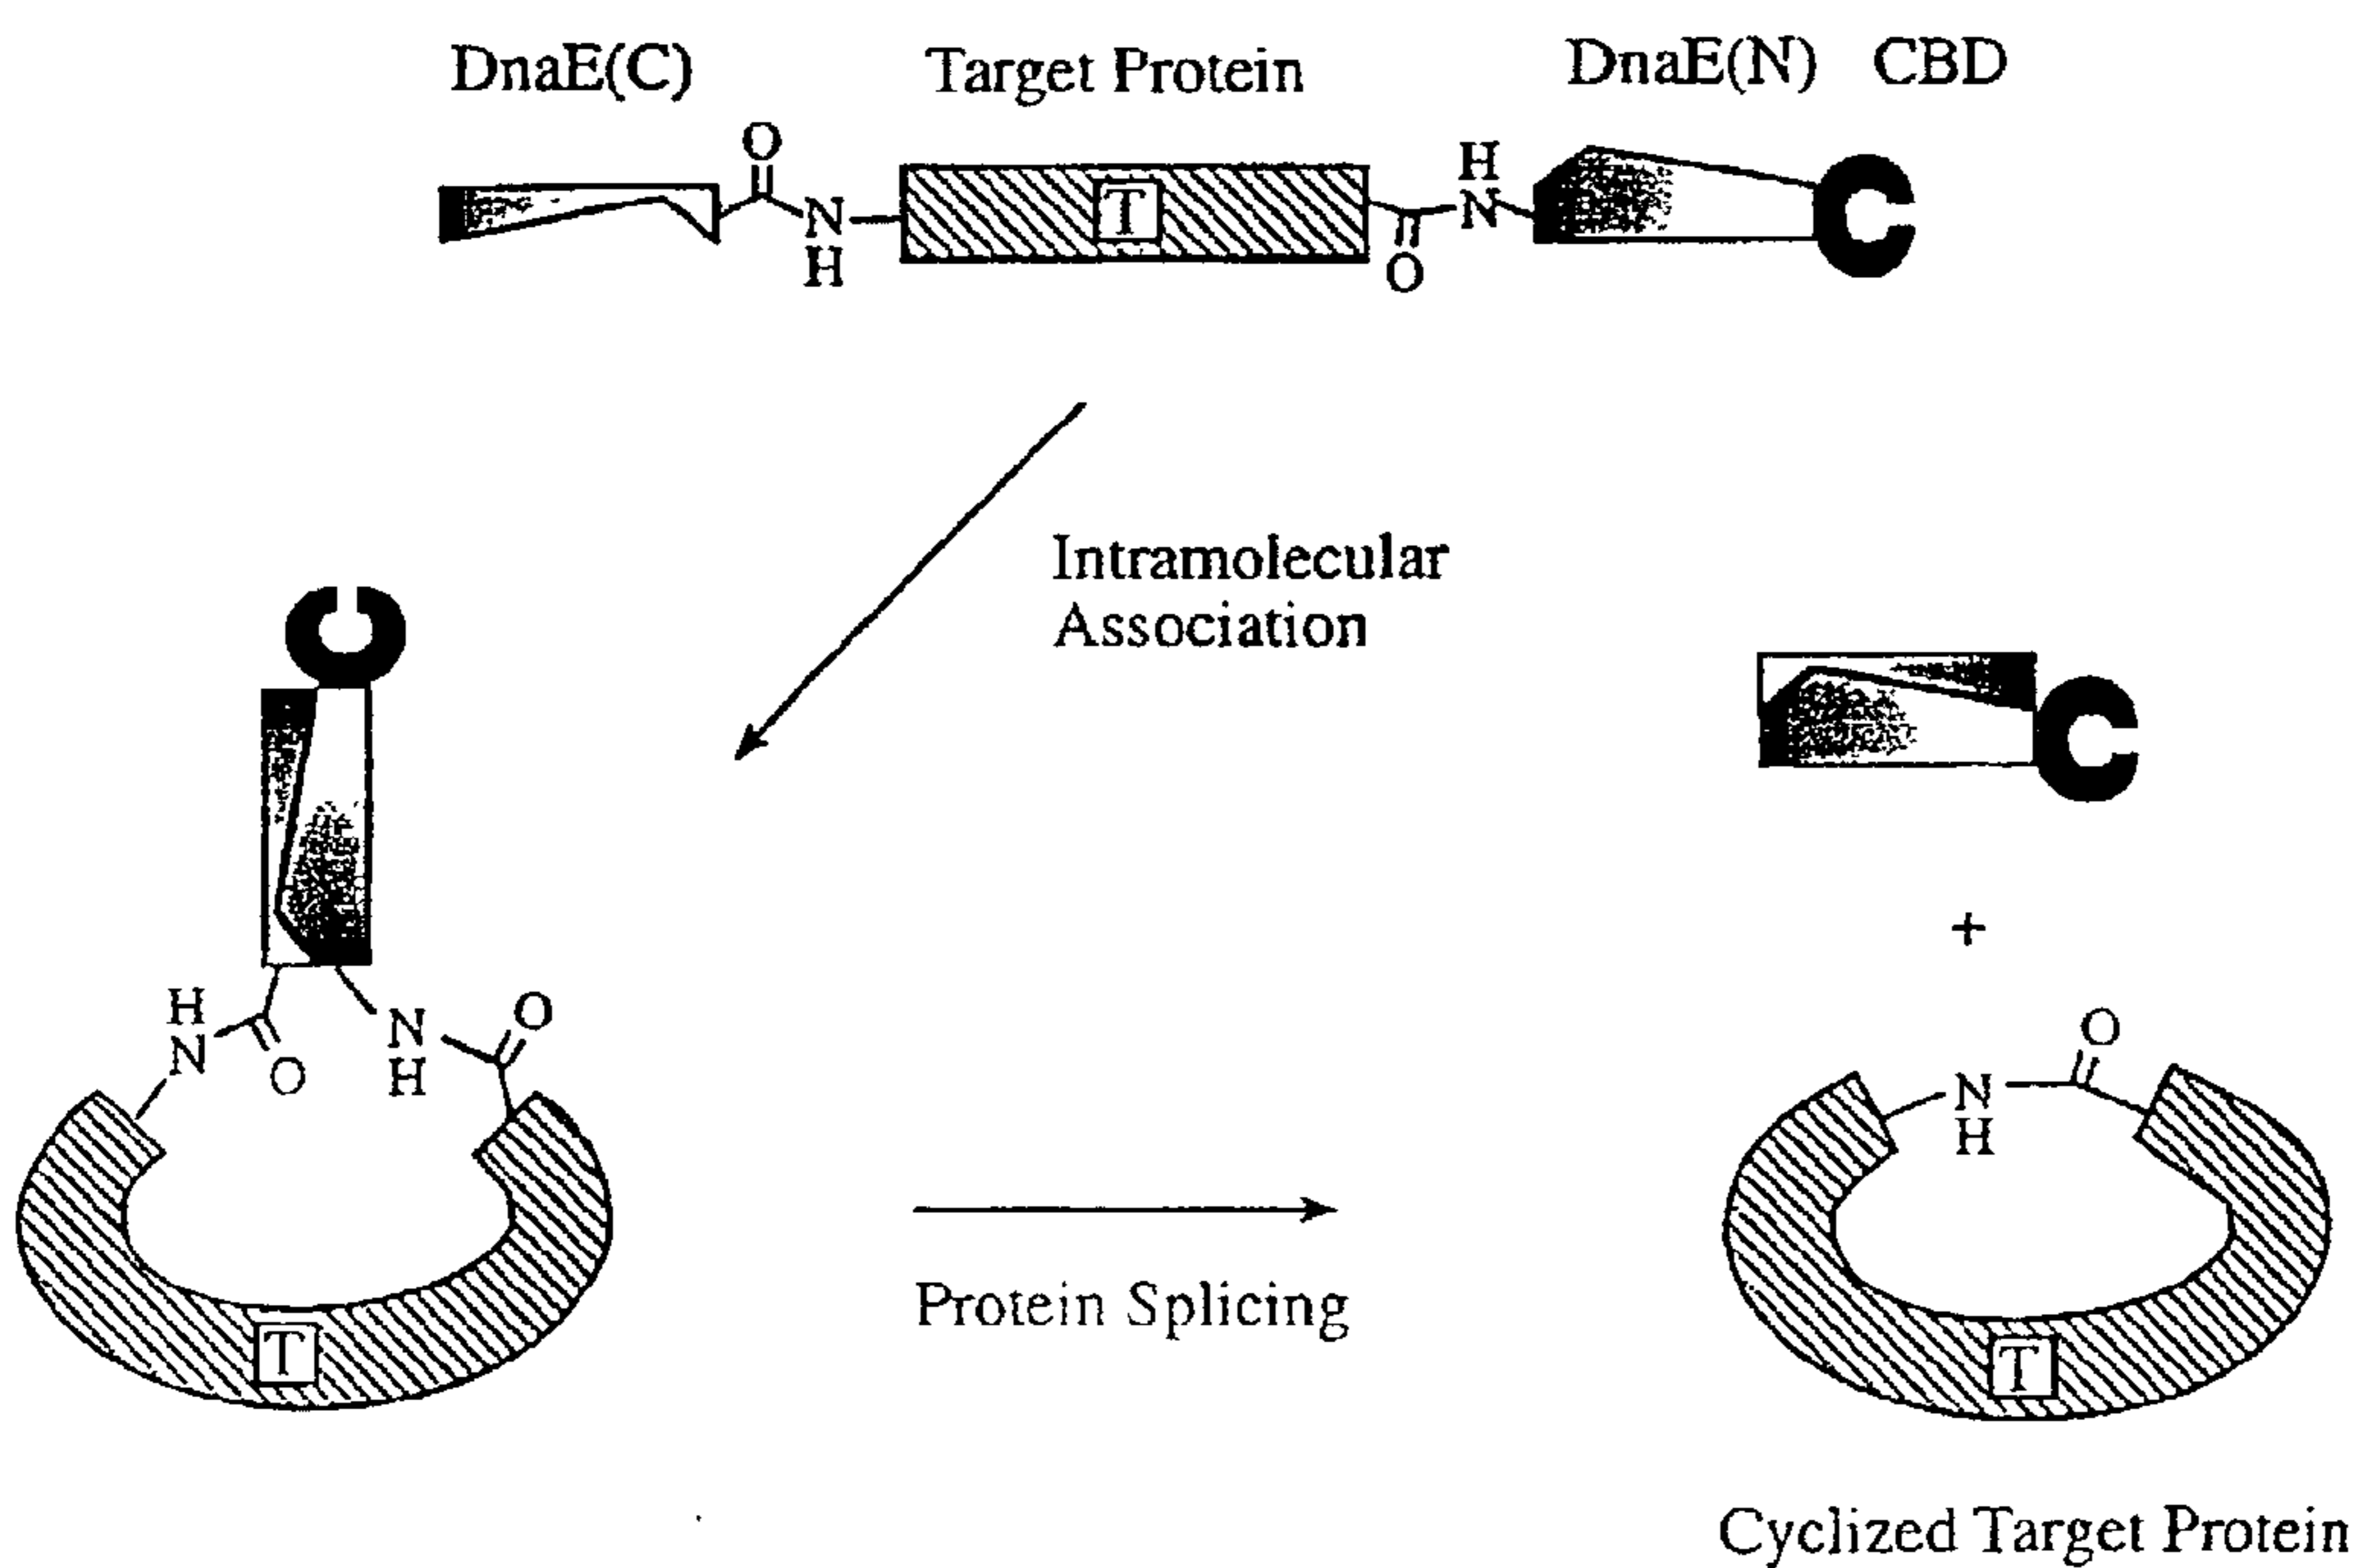 DnaE(C) Target Protein DnaE(N) CBD
O
H
N T N
H O
Intramolecular
Association
H O
N N
O H
T
Protein Splicing
+
O
N
H
T
Cyclized Target Protein